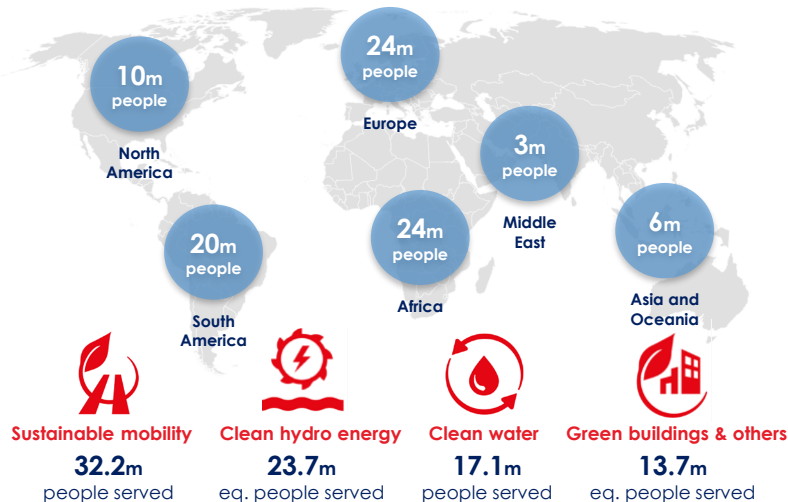 10m
people
North
America
24m
people
Europe
3m
people
Middle
East
20m
people
South
America
24m
people
Africa
6m
people
Asia and
Oceania
Sustainable mobility
32.2m
people served
Clean hydro energy
23.7m
eq. people served
Clean water
17.1m
people served
Green buildings & others
13.7m
eq. people served